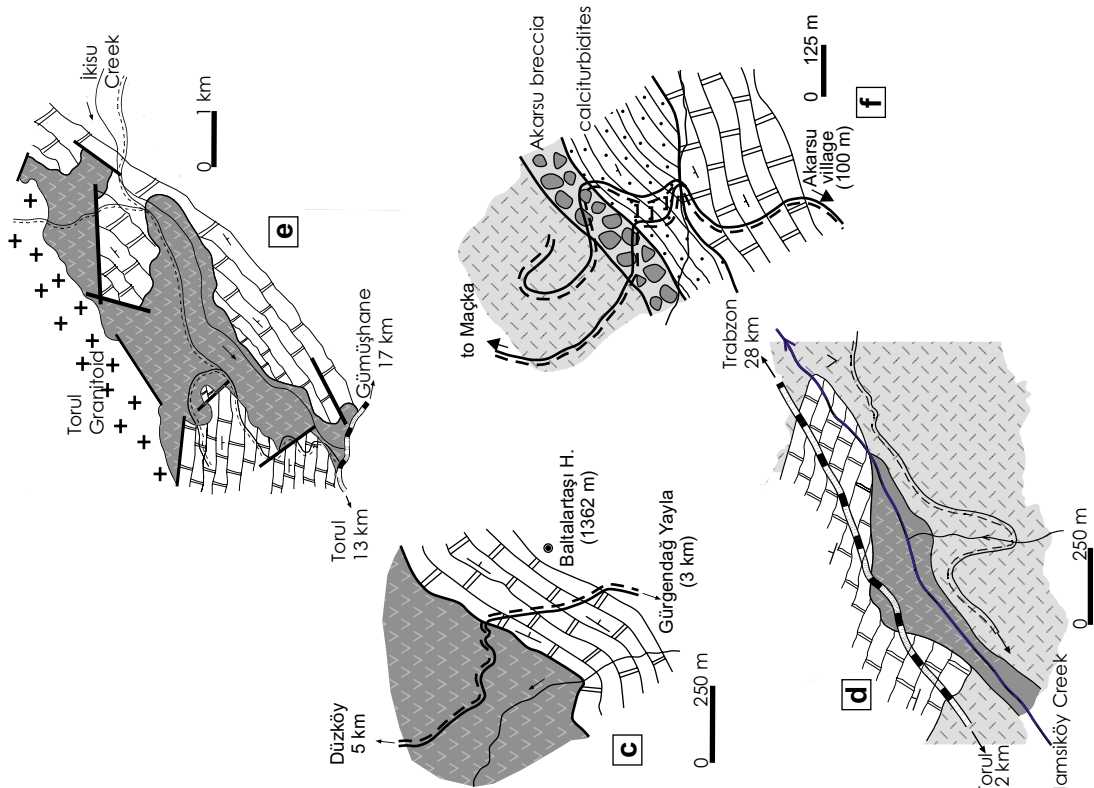 İkisu
Creek
0 1 km
Torul
Granitoid
e
Gümüşhane
17 km
Torul
13 km
Akarsu breccia
calciturbidites
0 125 m
f
Akarsu
village
(100 m)
to Maçka
Düzköy
5 km
Baltalartaşı H.
(1362 m)
Gürgendağ Yayla
(3 km)
c
0 250 m
Trabzon
28 km
d
0 250 m
orul
2 km
lamsiköy Creek